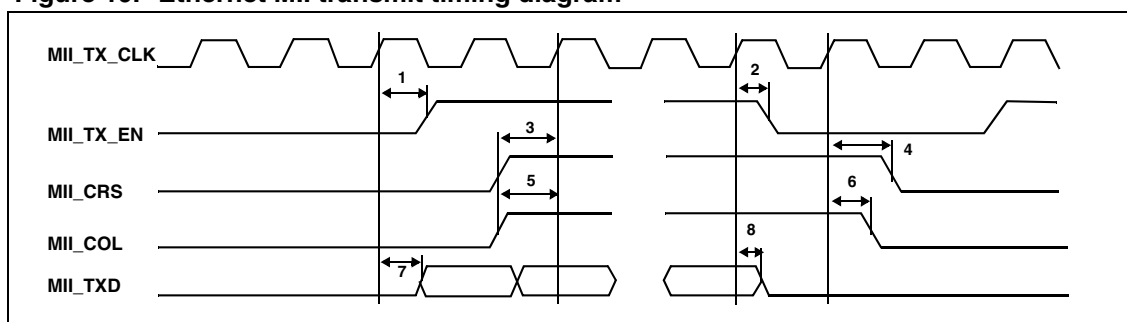 Figure Ethernet MII transmit timing diagram
MII_TX_CLK
1
2
MII_TX_EN
3
4
MII_CRS
5
6
MII_COL
7
8
MII_TXD